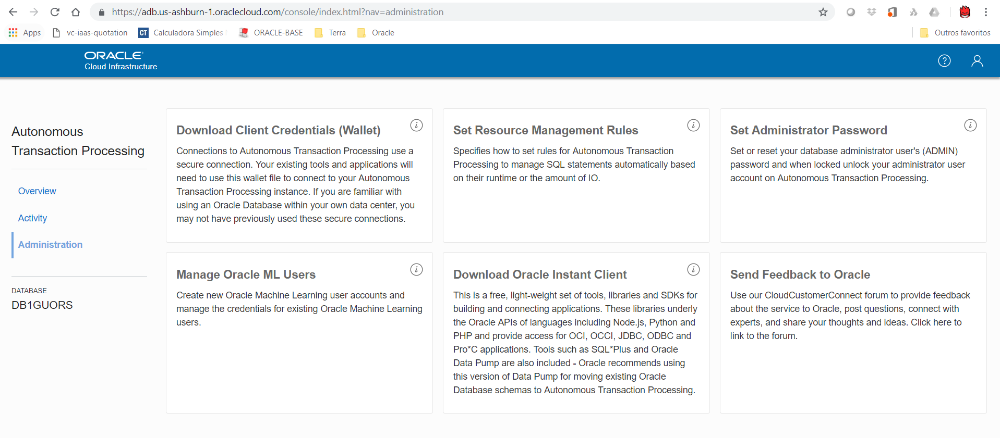 https://adb.us-ashburn-1.oraclecloud.com/console/index.html?nav=administration
Apps
vc-iaas-quotation
CT
Calculadora Simples
ORACLE-BASE
Terra
Oracle
Outros favoritos
ORACLE
Cloud Infrastructure
Autonomous
Transaction Processing
Overview
Activity
Administration
DATABASE
DB1GUORS
Download Client Credentials (Wallet)
Connections to Autonomous Transaction Processing use a
secure connection. Your existing tools and applications will
need to use this wallet file to connect to your Autonomous
Transaction Processing instance. If you are familiar with
using an Oracle Database within your own data center, you
may not have previously used these secure connections.
Set Resource Management Rules
Specifies how to set rules for Autonomous Transaction
Processing to manage SQL statements automatically based
on their runtime or the amount of IO.
Set Administrator Password
Set or reset your database administrator user's (ADMIN)
password and when locked unlock your administrator user
account on Autonomous Transaction Processing.
Manage Oracle ML Users
Create new Oracle Machine Learning user accounts and
manage the credentials for existing Oracle Machine Learning
users.
Download Oracle Instant Client
This is a free, light-weight set of tools, libraries and SDKs for
building and connecting applications. These libraries underly
the Oracle APIs of languages including Node.js, Python and
PHP and provide access for OCI, OCCI, JDBC, ODBC and
Pro*C applications. Tools such as SQL*Plus and Oracle
Data Pump are also included - Oracle recommends using
this version of Data Pump for moving existing Oracle
Database schemas to Autonomous Transaction Processing.
Send Feedback to Oracle
Use our CloudCustomerConnect forum to provide feedback
about the service to Oracle, post questions, connect with
experts, and share your thoughts and ideas. Click here to
link to the forum.